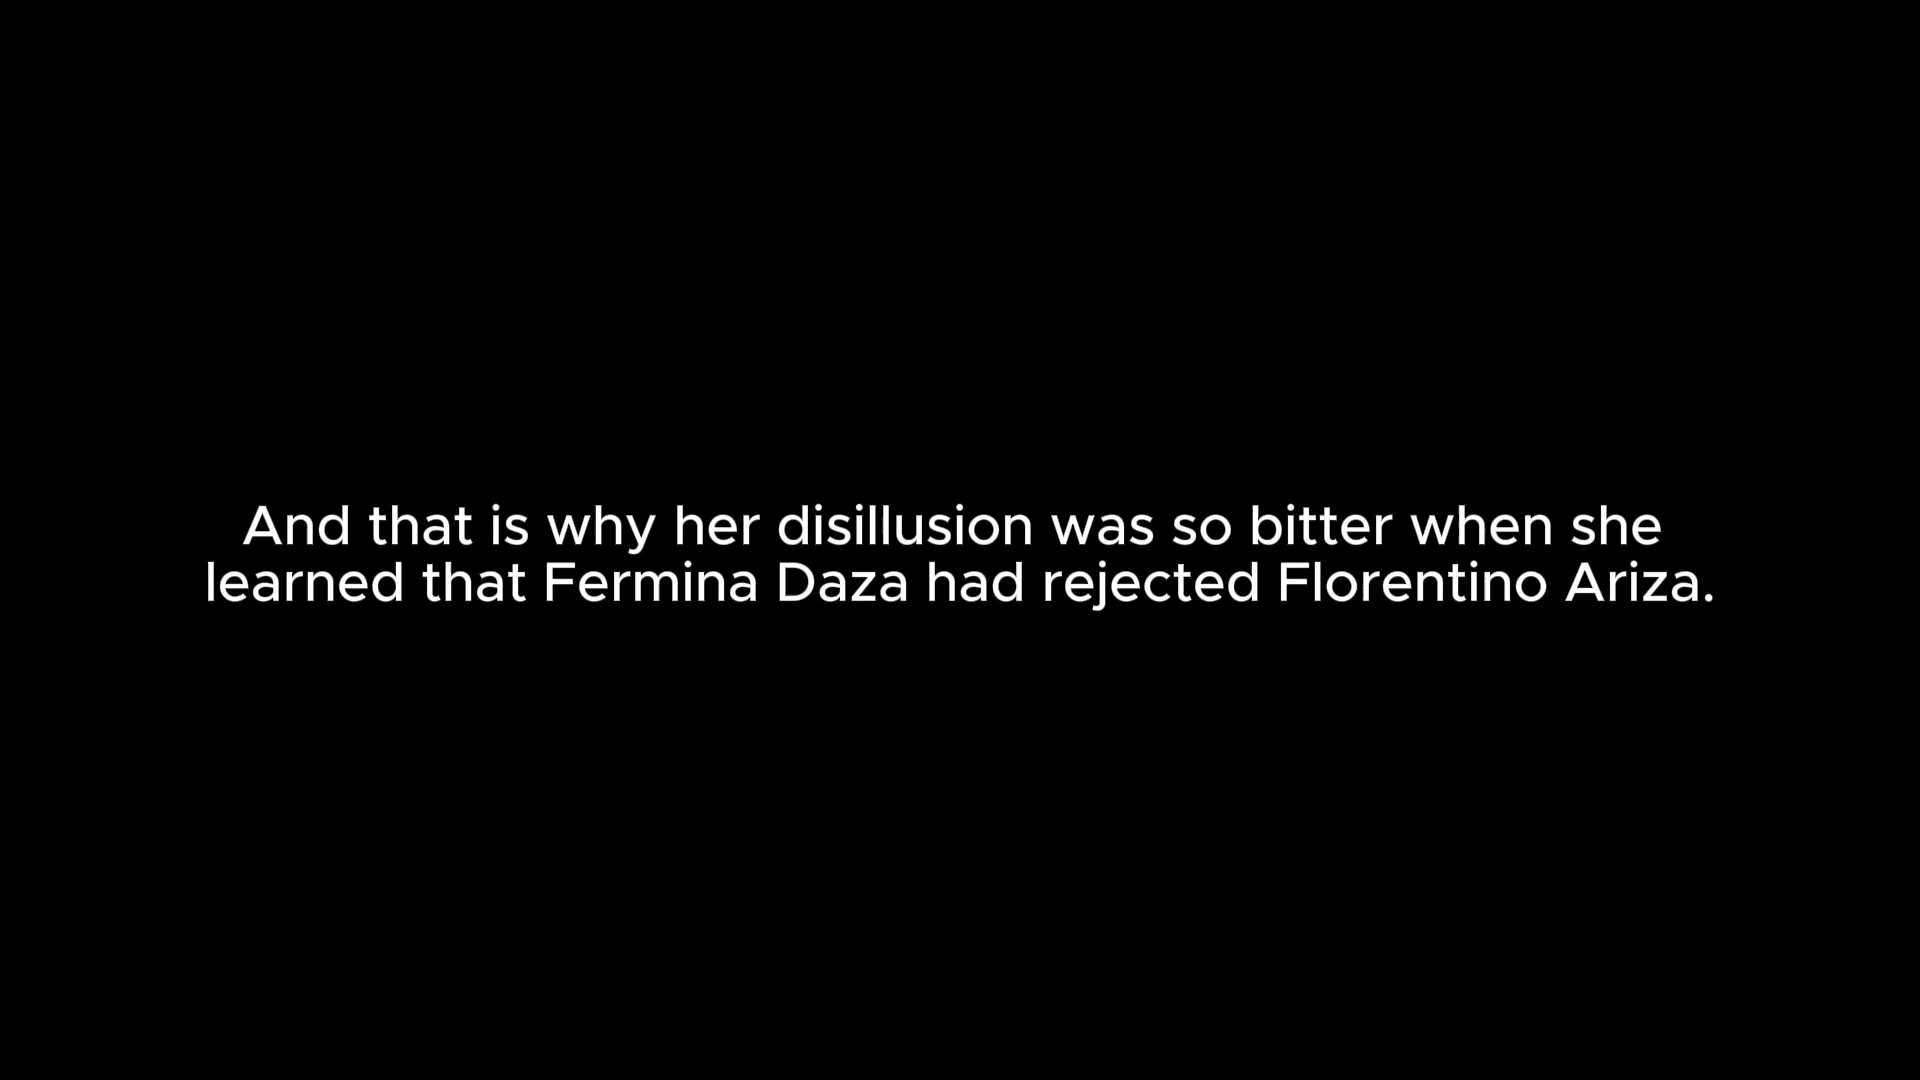 And that is why her disillusion was so bitter when she
learned that Fermina Daza had rejected Florentino Ariza.